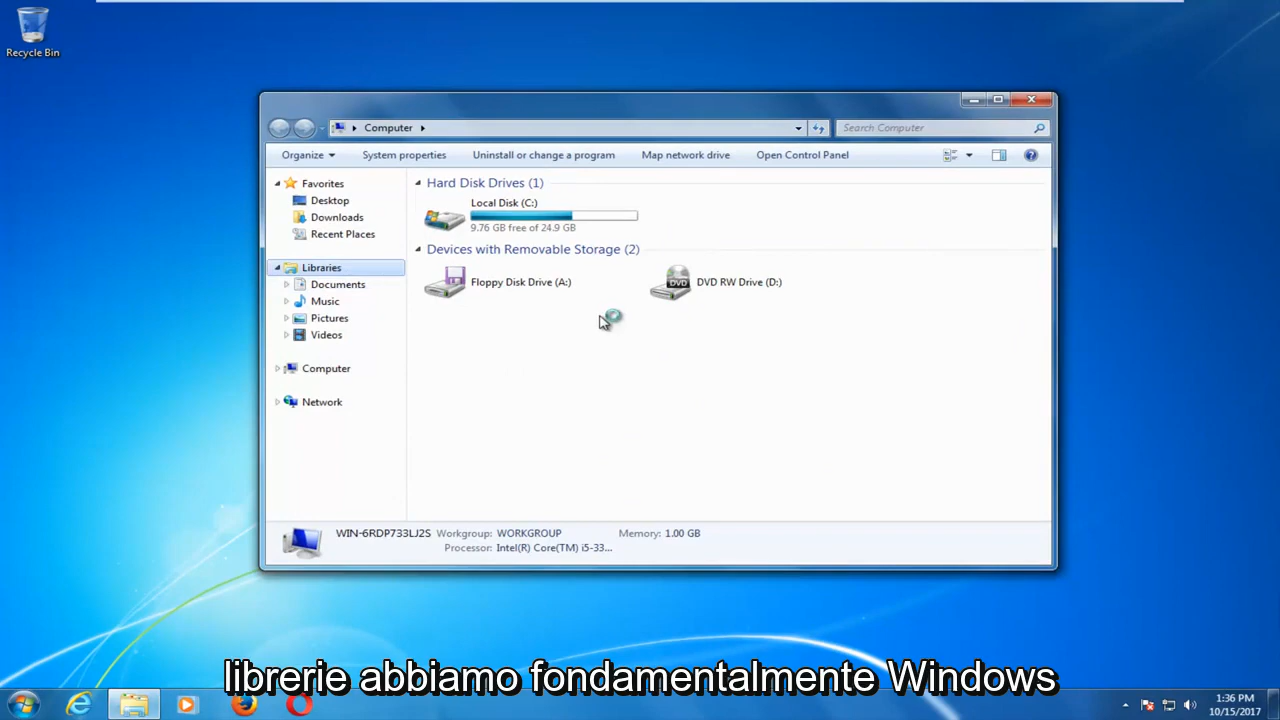 Recycle Bin
Computer
Search Computer
Organize
System properties
Uninstall or change a program
Map network drive
Open Control Panel
Favorites
Desktop
Downloads
Recent Places
Libraries
Documents
Music
Pictures
Videos
Computer
Network
Hard Disk Drives (1)
Local Disk (C:)
9.76 GB free of 24.9 GB
Devices with Removable Storage (2)
Floppy Disk Drive (A:)
DVD
DVD RW Drive (D:)
WIN-6RDP733LJ2S Workgroup: WORKGROUP Memory: 1.00 GB
Processor: Intel(R) Core(TM) i5-33...
librerie abbiamo fondamentalmente Windows
1:36 PM
10/15/2017